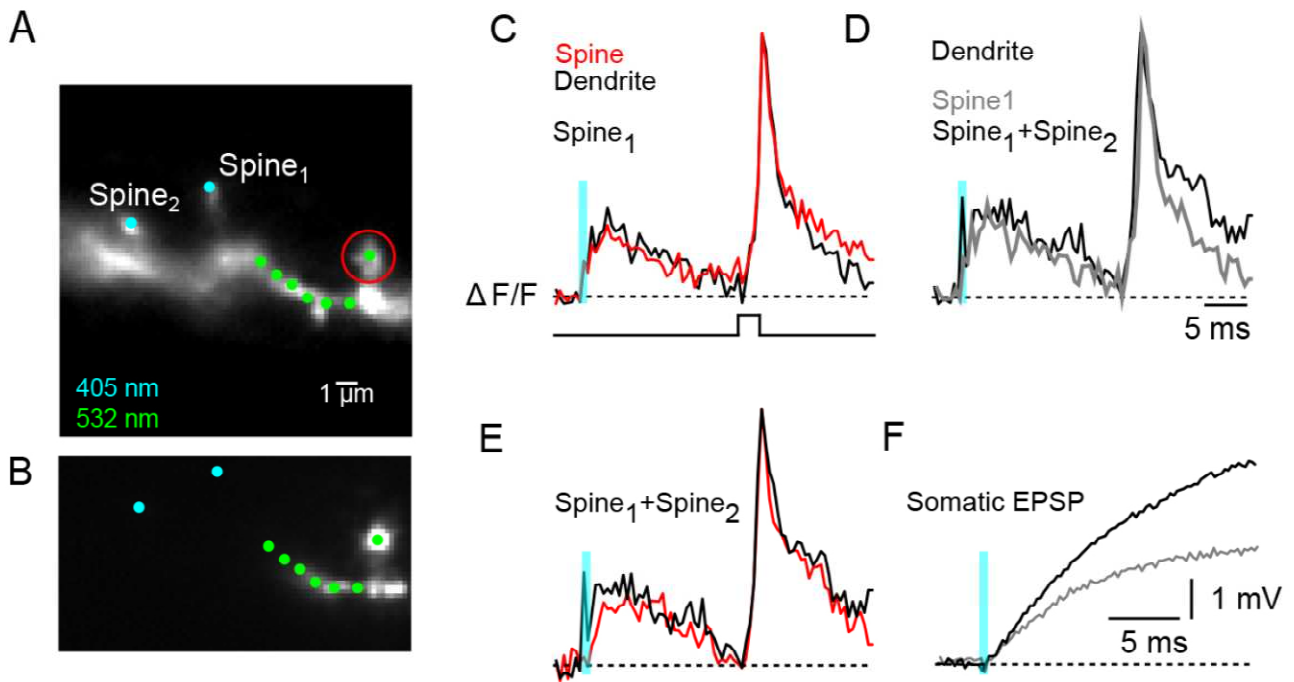 A
Spine1
Spine2
405 nm
532 nm
1 μm
B
C
Spine
Dendrite
Spine1
Δ F/F
D
Dendrite
Spine1
Spine1+Spine2
5 ms
E
Spine1+Spine2
F
Somatic EPSP
1 mV
5 ms